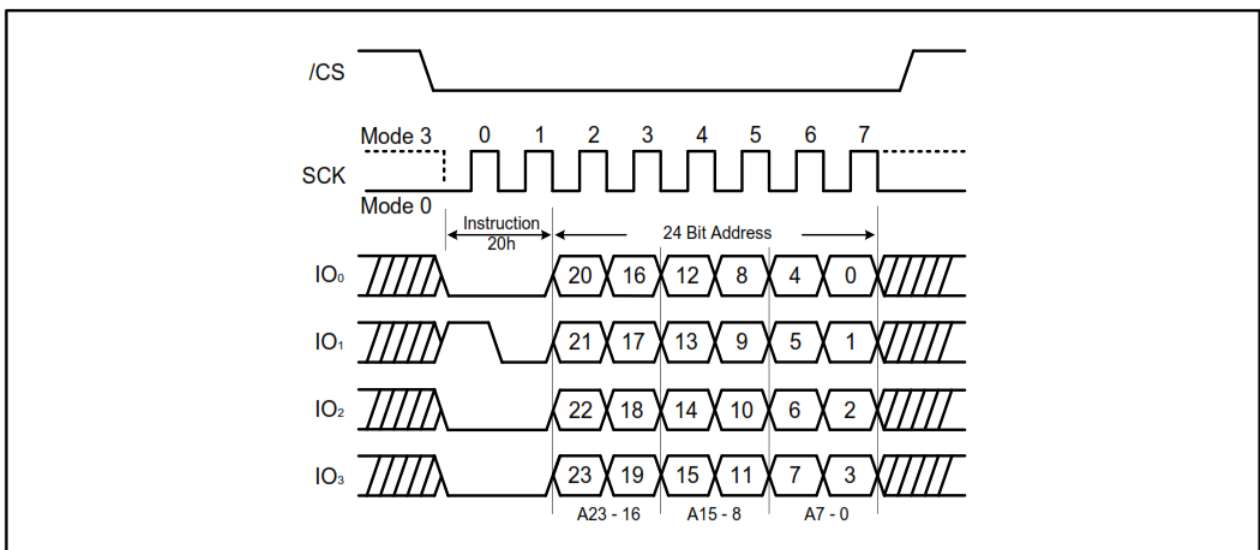 /CS
Mode 3 0 1 2 3 4 5 6 7
SCK
Mode 0
Instruction
20h
24 Bit Address
IO₀ 20 16 12 8 4 0
IO₁ 21 17 13 9 5 1
IO₂ 22 18 14 10 6 2
IO₃ 23 19 15 11 7 3
A23 - 16 A15 - 8 A7 - 0